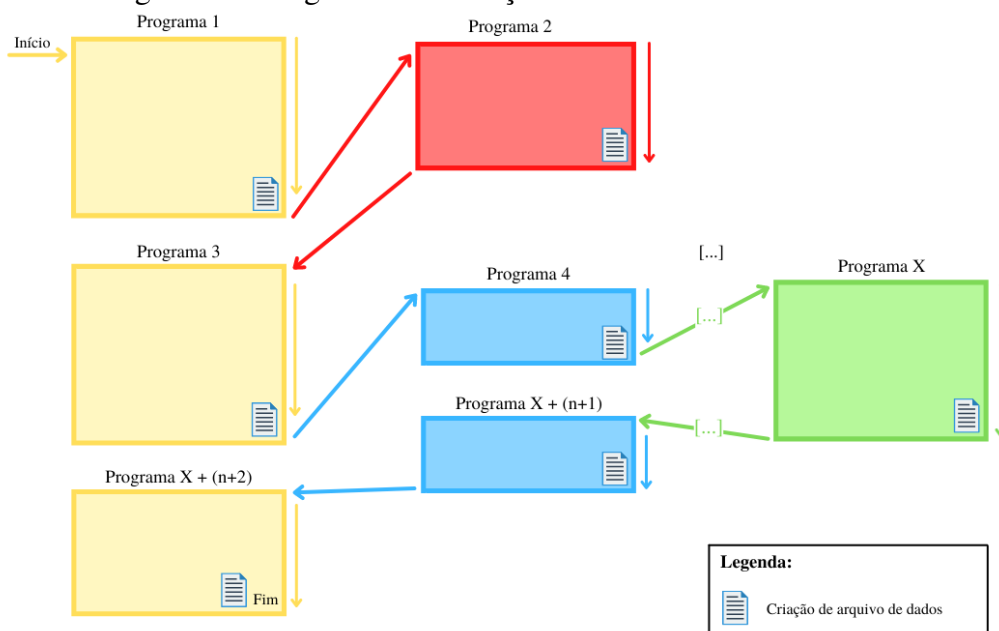 Programa 1
Programa 2
Início
Programa 3
[...]
Programa 4
Programa X
[...]
Programa X + (n+1)
[...]
Programa X + (n+2)
Fim
Legenda:
Criação de arquivo de dados